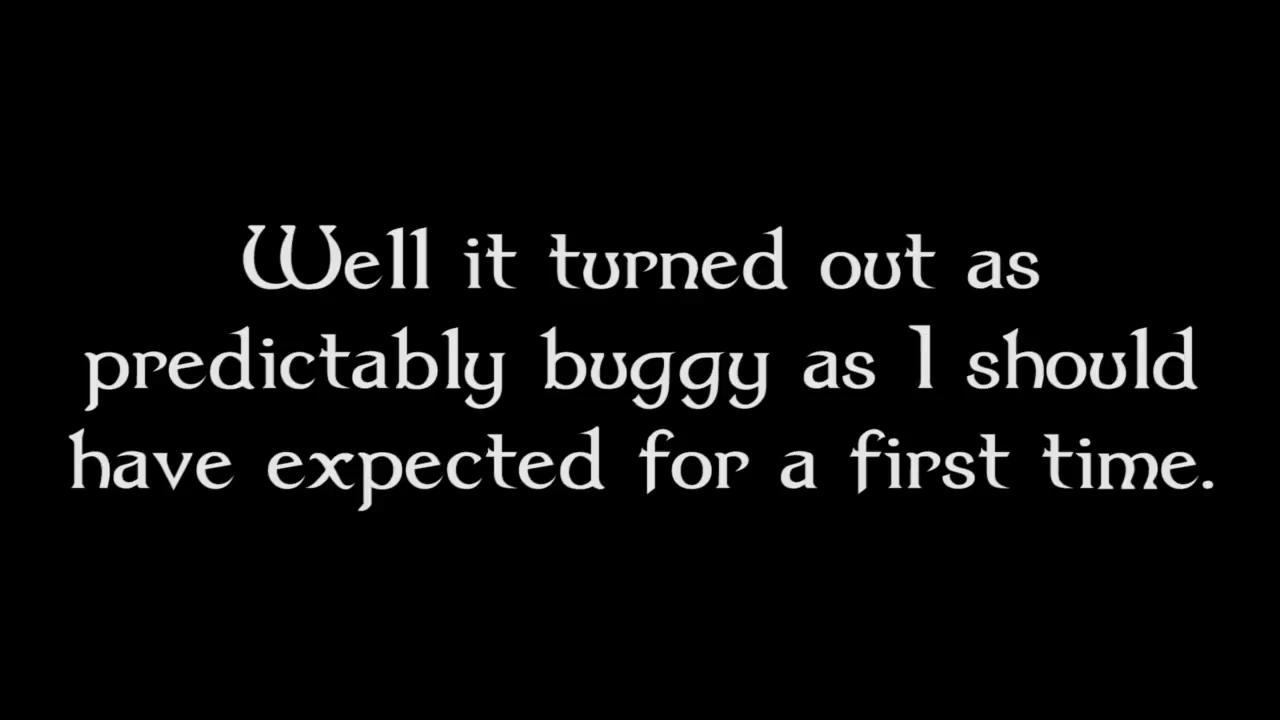 Well it turned out as
predictably buggy as I should
have expected for a first time.